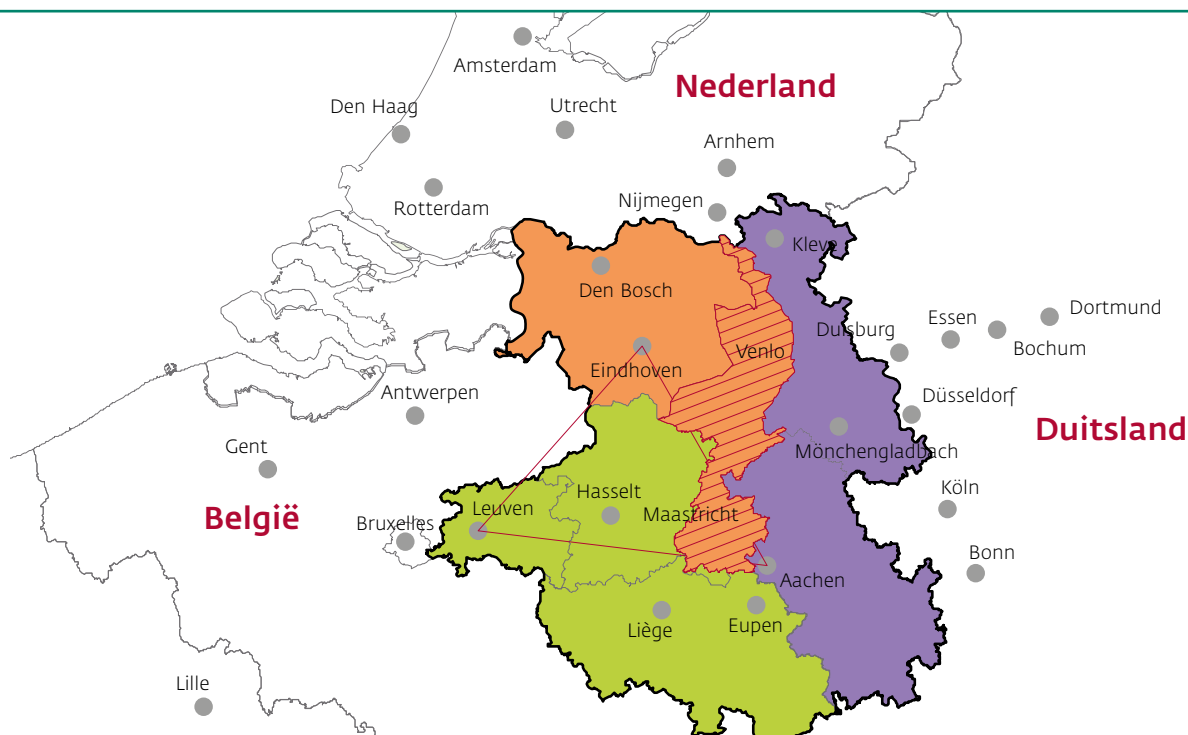 Amsterdam
Nederland
Den Haag
Utrecht
Arnhem
Rotterdam
Nijmegen
Kleve
Den Bosch
Dortmund
Essen
Duisburg
Bochum
Venlo
Eindhoven
Antwerpen
Düsseldorf
Duitsland
Gent
Mönchengladbach
Köln
Hasselt
Leuven
Maastricht
België
Bruxelles
Bonn
Aachen
Liège
Eupen
Lille